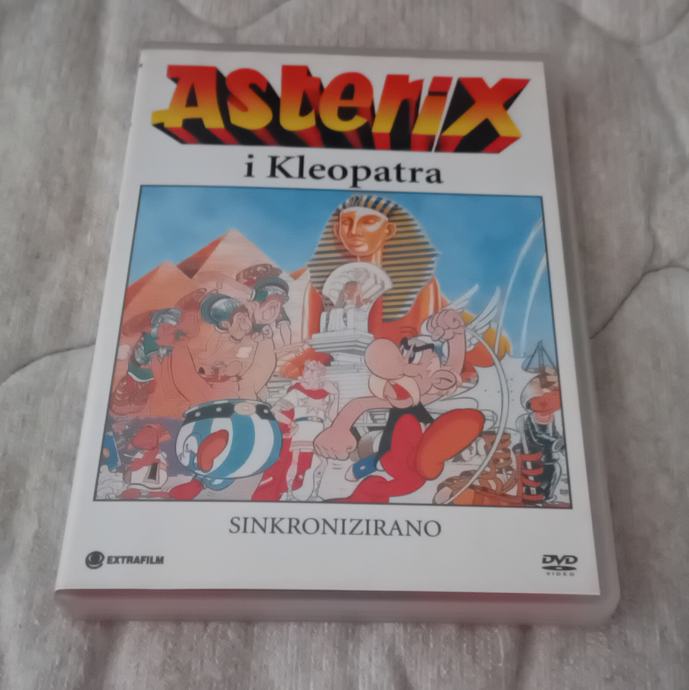 Asterix
i Kleopatra
SINKRONIZIRANO
EXTRAFILM
DVD
VIDEO